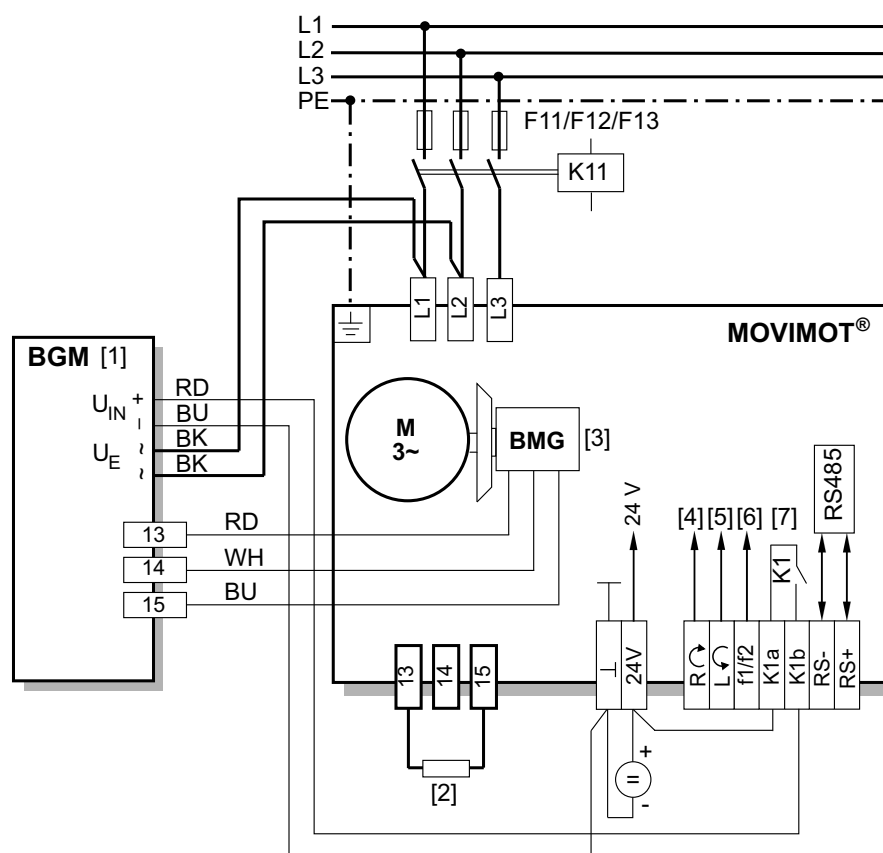 L1
L2
L3
PE
F11/F12/F13
K11
L1
L2
L3
MOVIMOT®
BGM [1]
UIN + –
UE ~ ~
RD
BU
BK
BK
M
3~
BMG
[3]
13
14
15
RD
WH
BU
24 V
[4] [5] [6] [7]
RS485
K1
⊥
24V
R
L
f1/f2
K1a
K1b
RS-
RS+
13
14
15
[2]
+
=
-